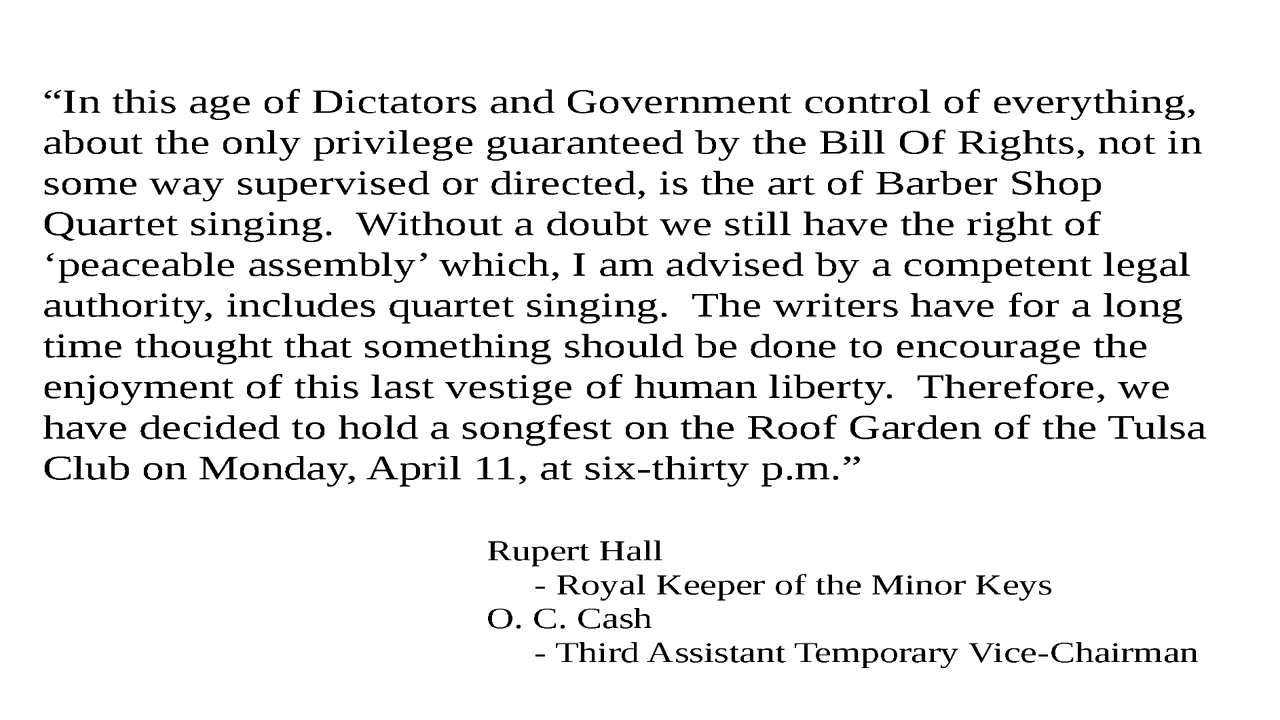 “In this age of Dictators and Government control of everything,
about the only privilege guaranteed by the Bill Of Rights, not in
some way supervised or directed, is the art of Barber Shop
Quartet singing.  Without a doubt we still have the right of
‘peaceable assembly’ which, I am advised by a competent legal
authority, includes quartet singing.  The writers have for a long
time thought that something should be done to encourage the
enjoyment of this last vestige of human liberty.  Therefore, we
have decided to hold a songfest on the Roof Garden of the Tulsa
Club on Monday, April 11, at six-thirty p.m.”
Rupert Hall
- Royal Keeper of the Minor Keys
O. C. Cash
- Third Assistant Temporary Vice-Chairman